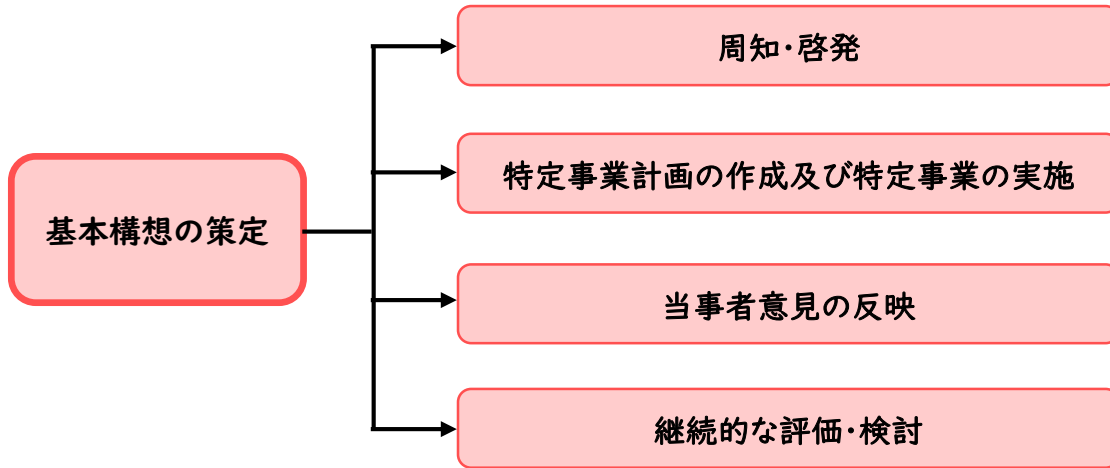 周知・啓発
特定事業計画の作成及び特定事業の実施
基本構想の策定
当事者意見の反映
継続的な評価・検討